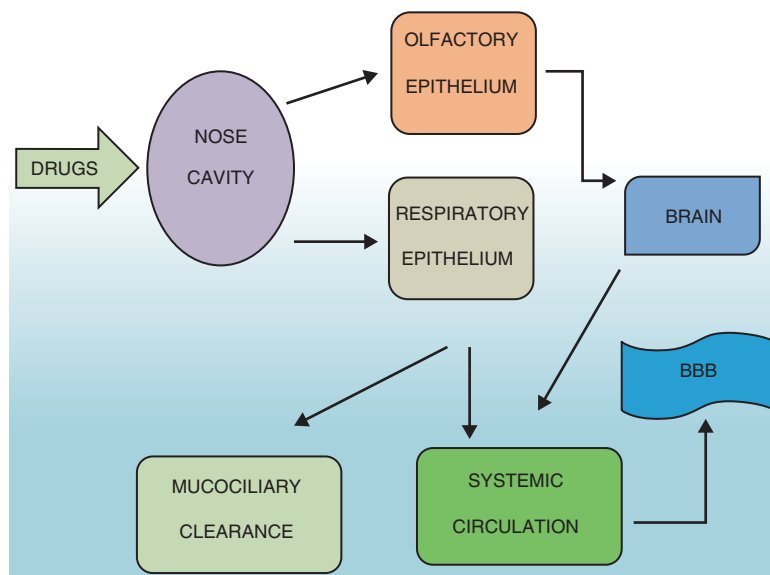 OLFACTORY
EPITHELIUM
NOSE
CAVITY
DRUGS
RESPIRATORY
EPITHELIUM
BRAIN
BBB
MUCOCILIARY
CLEARANCE
SYSTEMIC
CIRCULATION